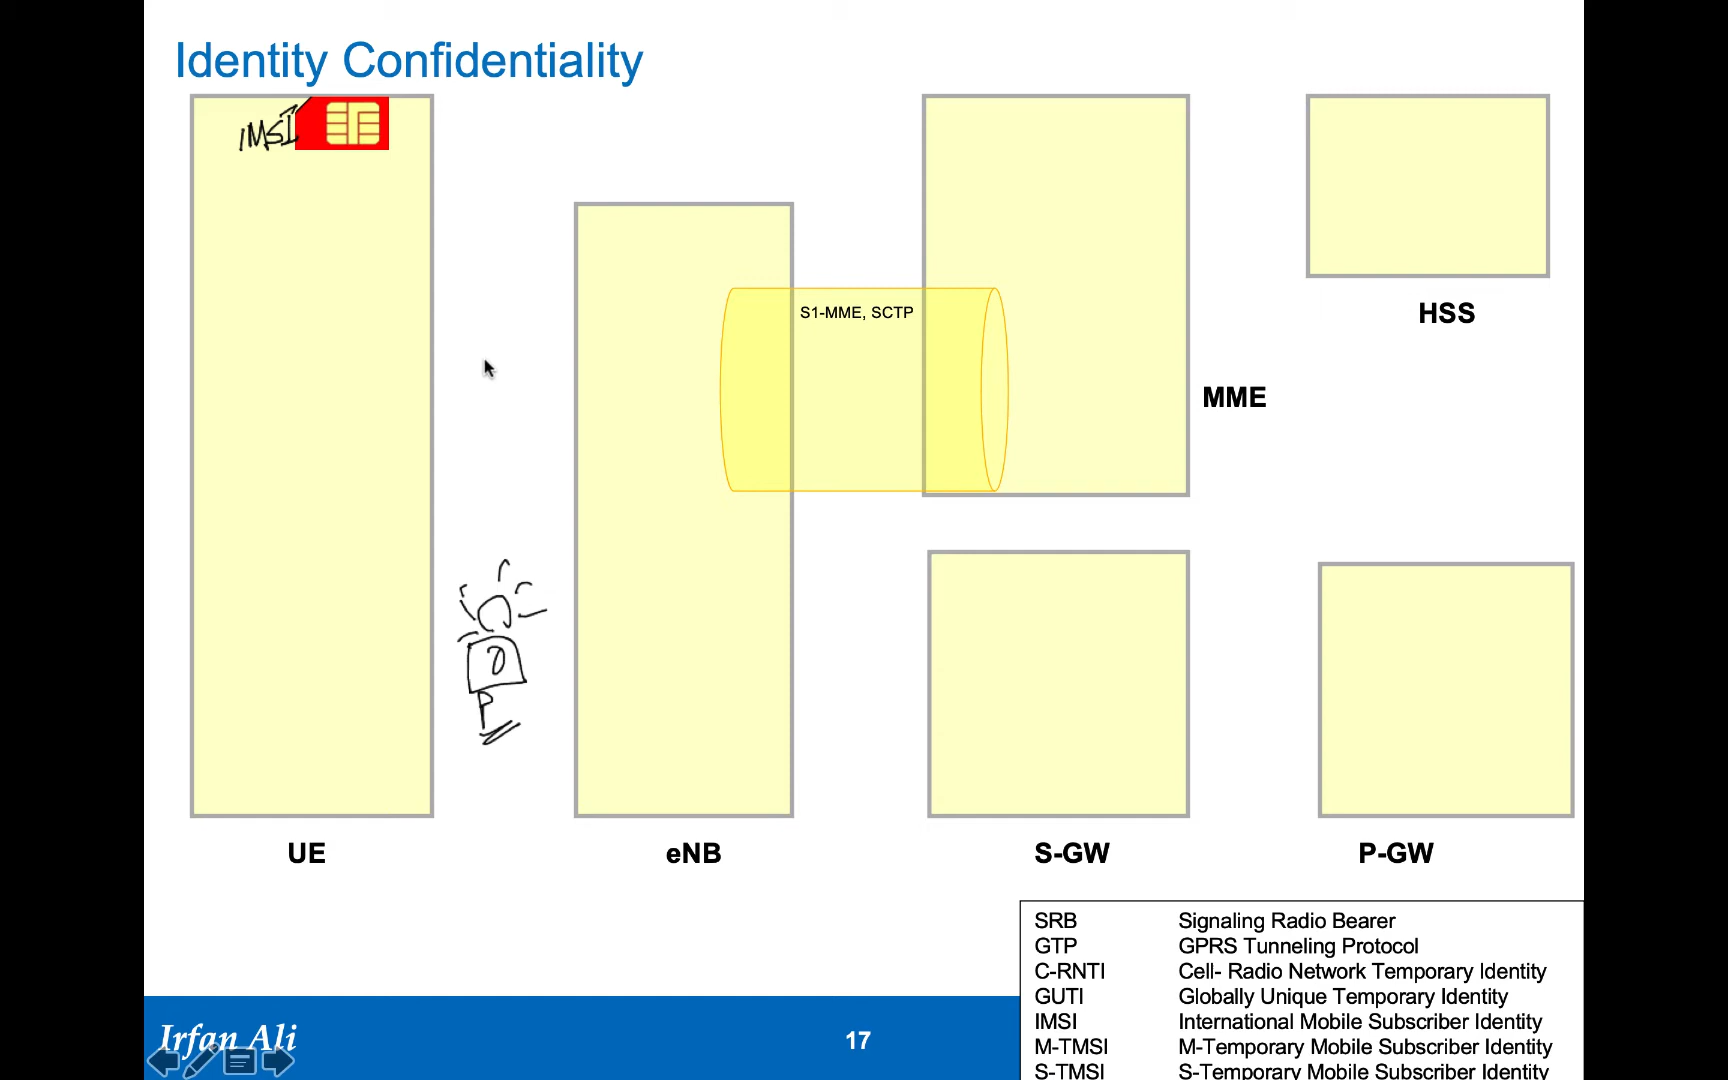 Identity Confidentiality
IMSI
S1-MME, SCTP
HSS
MME
UE
eNB
S-GW
P-GW
SRB Signaling Radio Bearer
GTP GPRS Tunneling Protocol
C-RNTI Cell- Radio Network Temporary Identity
GUTI Globally Unique Temporary Identity
IMSI International Mobile Subscriber Identity
M-TMSI M-Temporary Mobile Subscriber Identity
S-TMSI S-Temporary Mobile Subscriber Identity
Irfan Ali
17